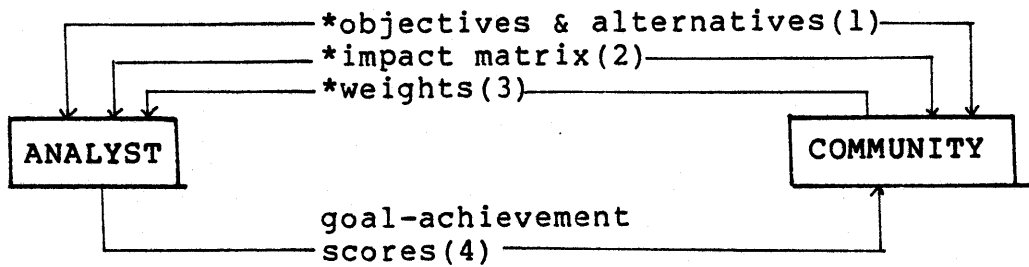 *objectives & alternatives(1)
*impact matrix(2)
*weights(3)
ANALYST
COMMUNITY
goal-achievement
scores(4)